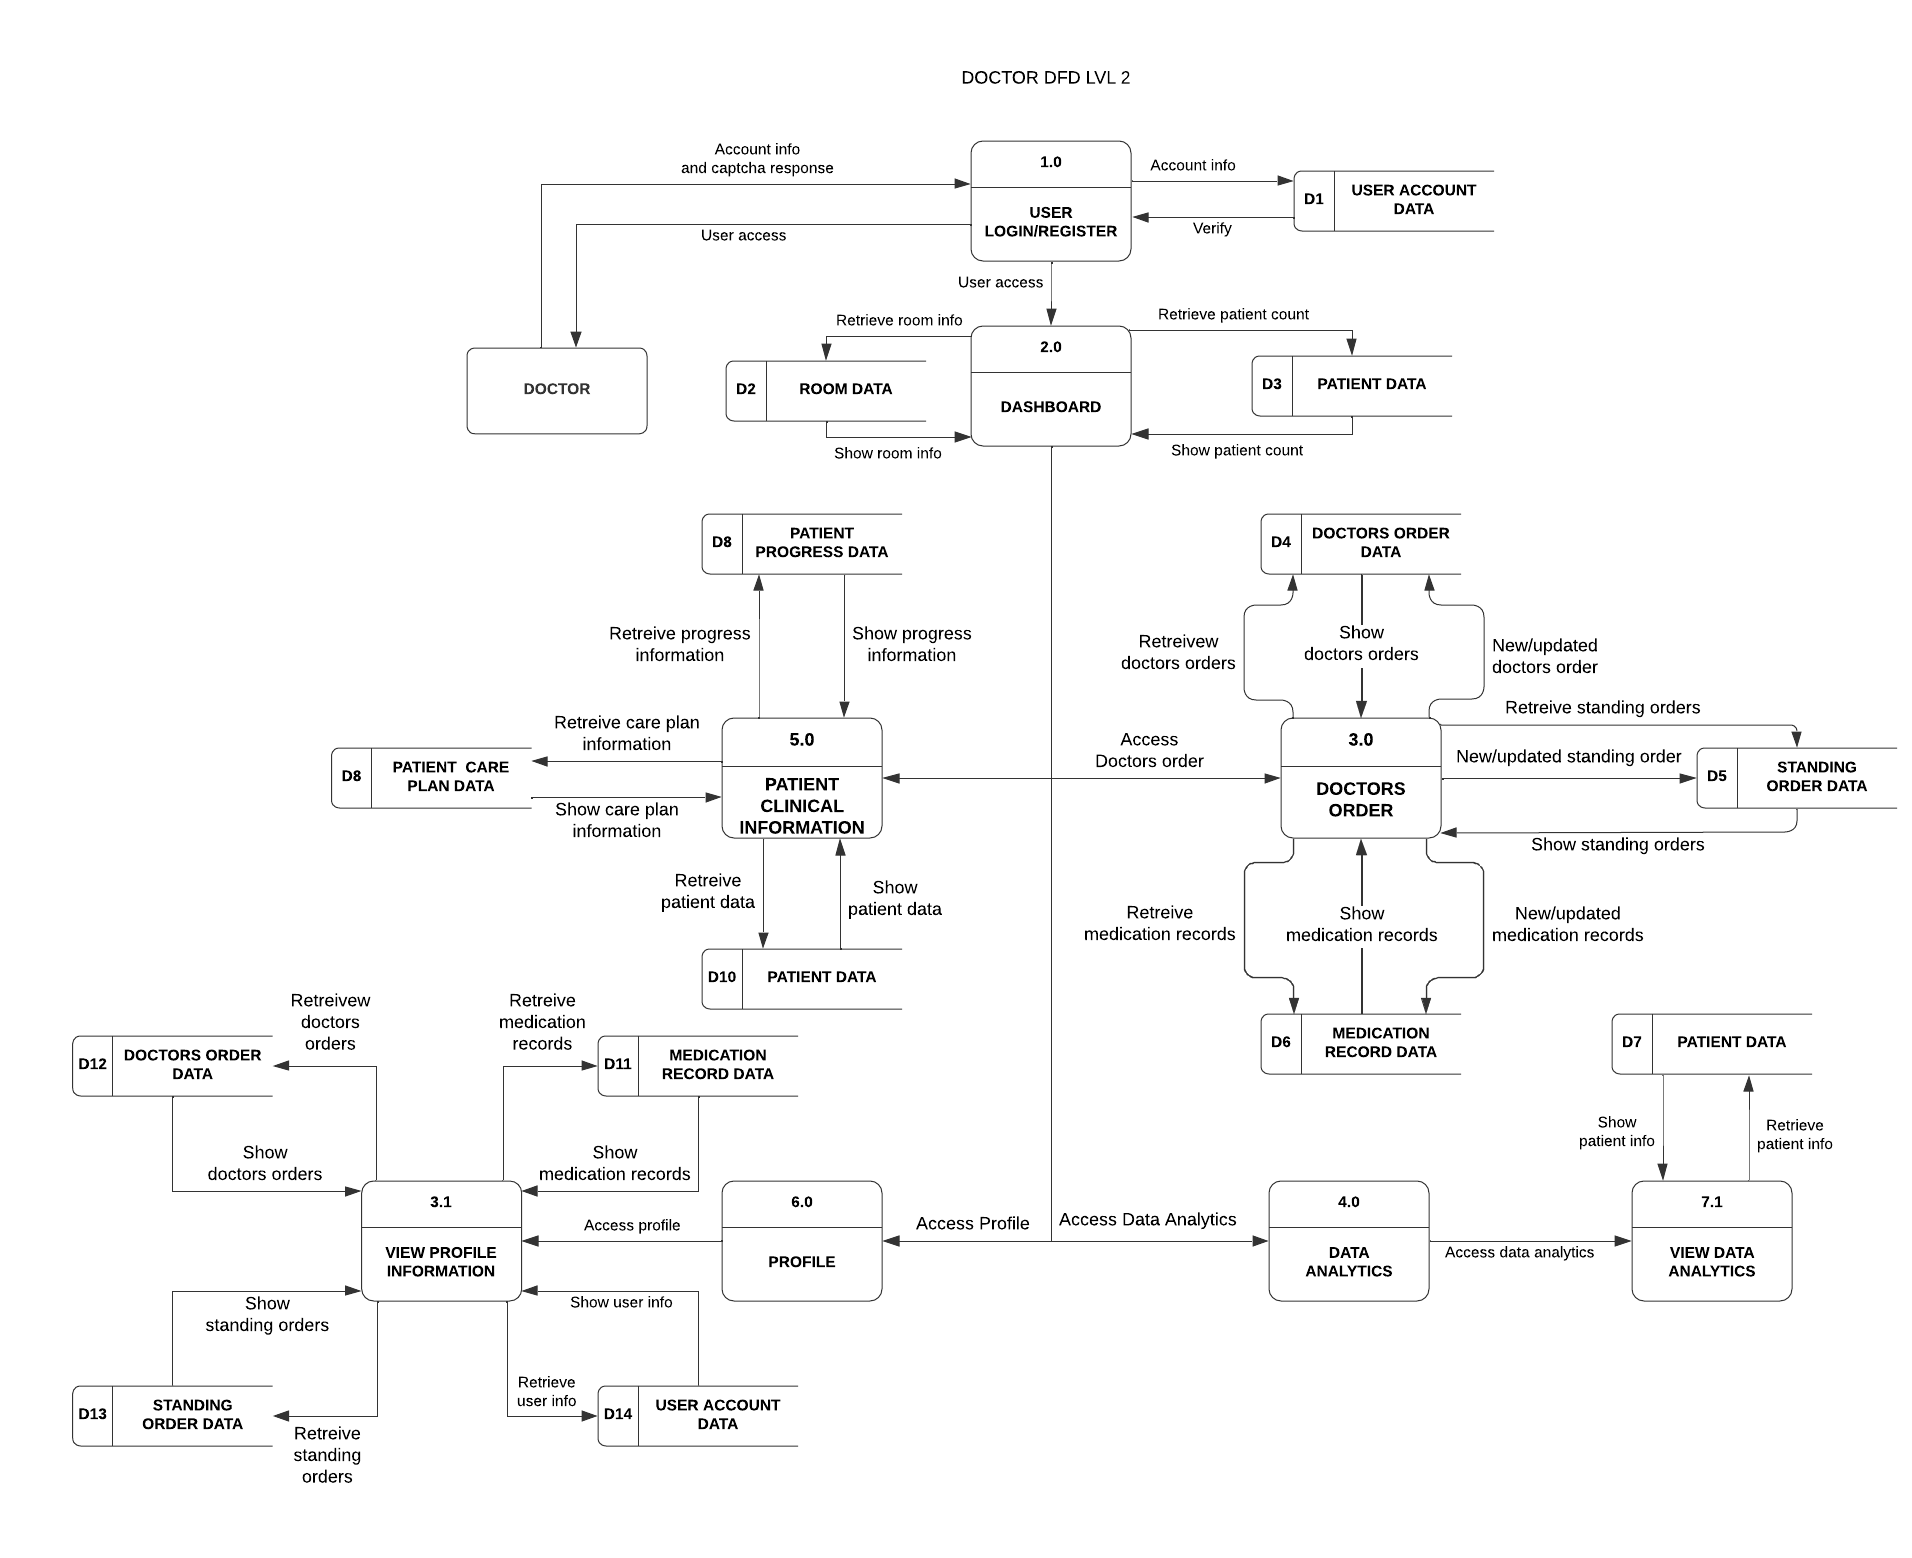 DOCTOR DFD LVL 2
Account info
and captcha response
1.0
USER
LOGIN/REGISTER
Account info
D1
USER ACCOUNT
DATA
Verify
User access
User access
DOCTOR
Retrieve room info
D2
ROOM DATA
Show room info
2.0
DASHBOARD
Retrieve patient count
D3
PATIENT DATA
Show patient count
D8
PATIENT
PROGRESS DATA
Retreive progress
information
Show progress
information
D4
DOCTORS ORDER
DATA
Retreivew
doctors orders
Show
doctors orders
New/updated
doctors order
Retreive care plan
information
D8
PATIENT  CARE
PLAN DATA
Show care plan
information
5.0
PATIENT
CLINICAL
INFORMATION
Access
Doctors order
3.0
DOCTORS
ORDER
Retreive standing orders
New/updated standing order
D5
STANDING
ORDER DATA
Show standing orders
Retreive
patient data
Show
patient data
D10
PATIENT DATA
Retreive
medication records
Show
medication records
New/updated
medication records
D6
MEDICATION
RECORD DATA
D7
PATIENT DATA
Show
patient info
Retrieve
patient info
Retreivew
doctors
orders
Retreive
medication
records
D12
DOCTORS ORDER
DATA
D11
MEDICATION
RECORD DATA
Show
doctors orders
Show
medication records
3.1
VIEW PROFILE
INFORMATION
Access profile
6.0
PROFILE
Access Profile
Access Data Analytics
4.0
DATA
ANALYTICS
Access data analytics
7.1
VIEW DATA
ANALYTICS
Show
standing orders
Show user info
Retrieve
user info
D13
STANDING
ORDER DATA
Retreive
standing
orders
D14
USER ACCOUNT
DATA